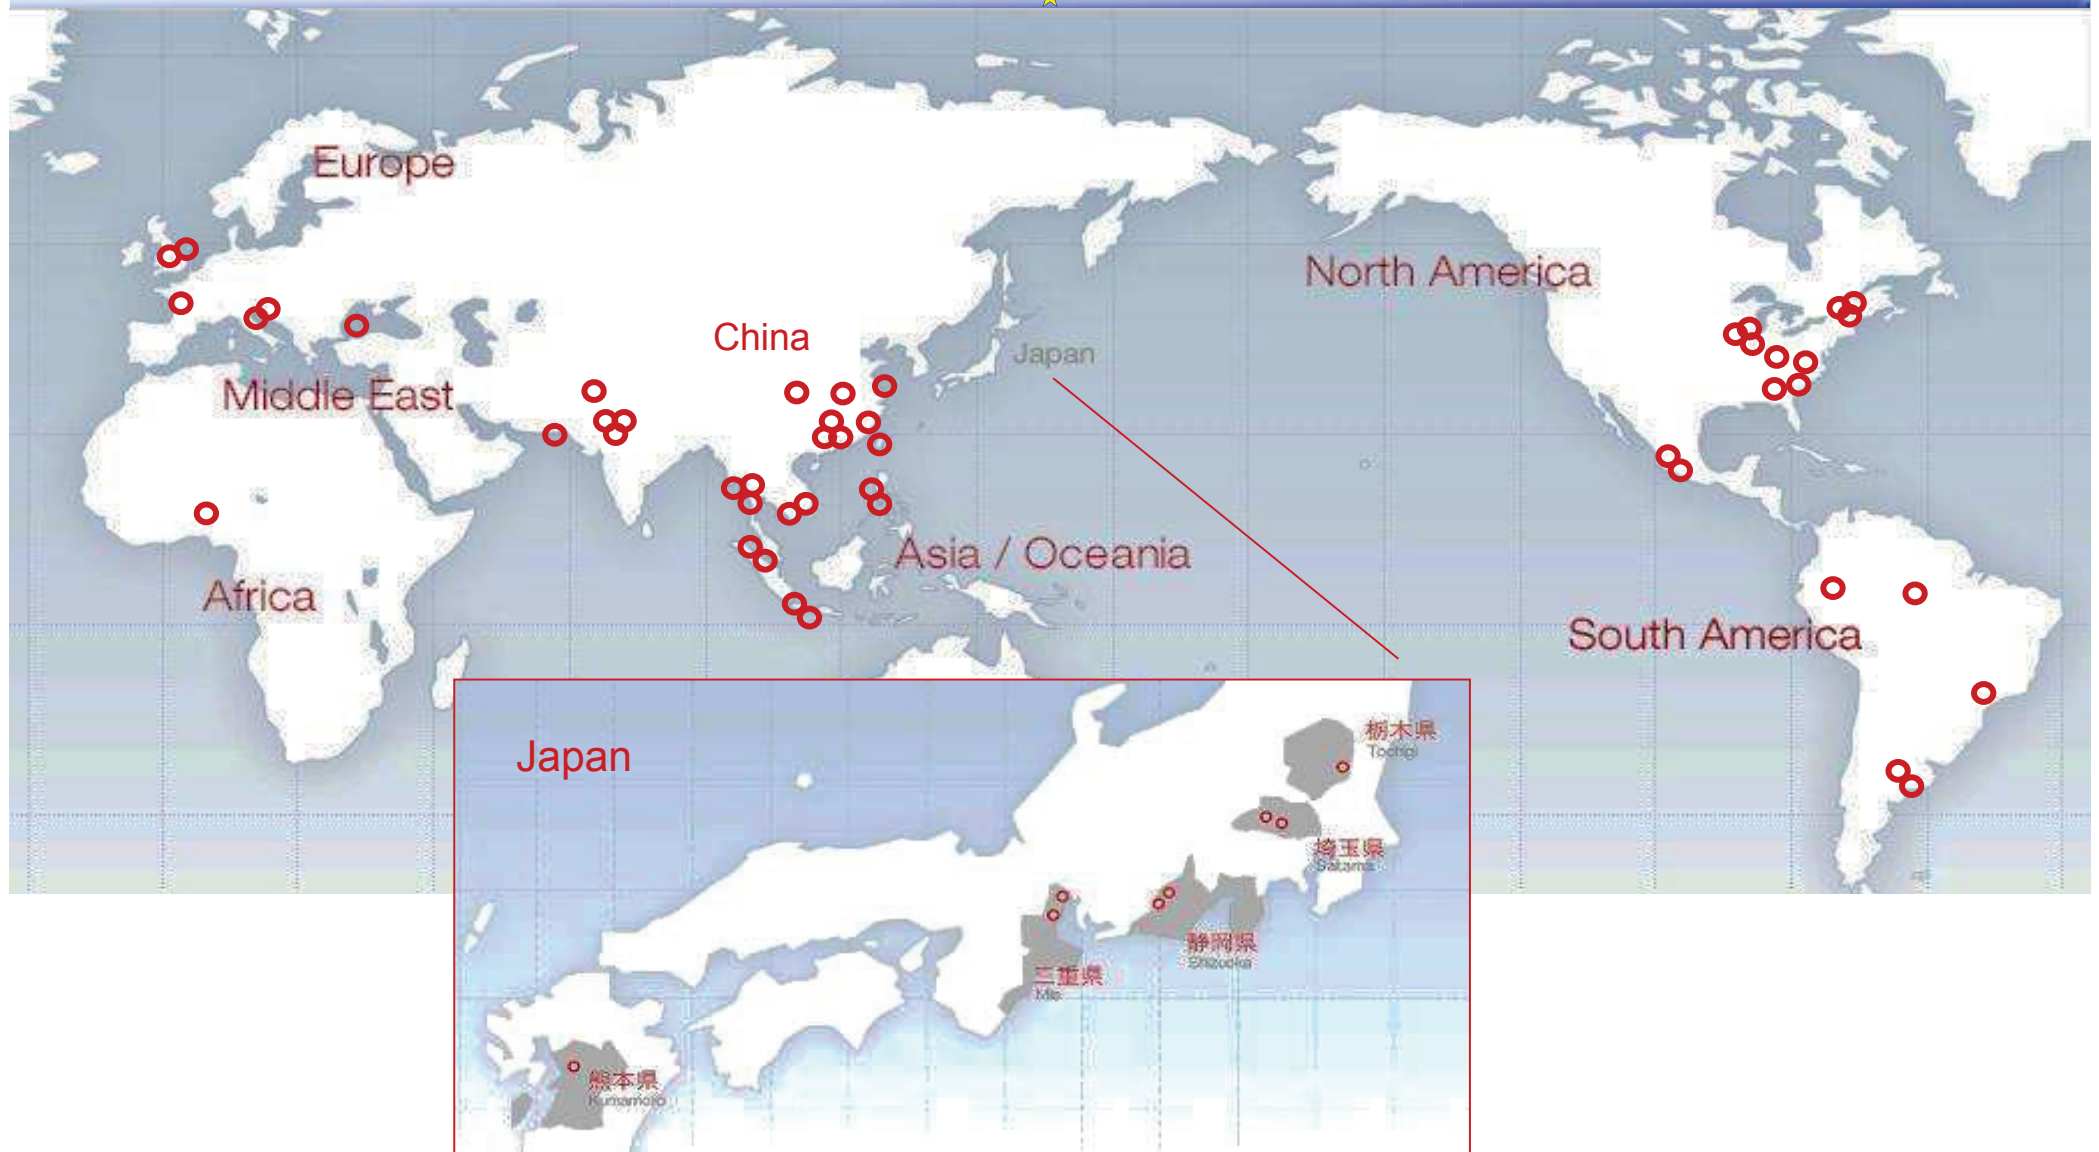 Europe
North America
China
Japan
Middle East
Asia / Oceania
Africa
South America
Japan
栃木県
Tochigi
埼玉県
Saitama
静岡県
Shizuoka
三重県
Mie
熊本県
Kumamoto